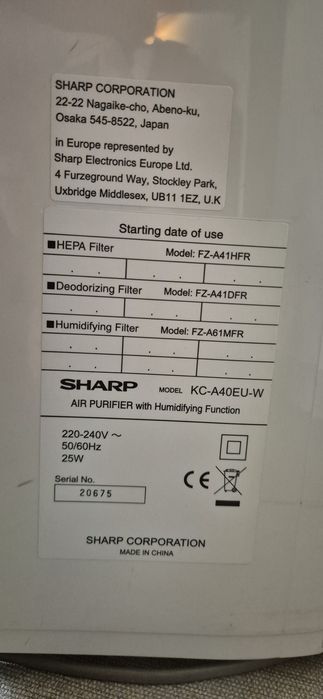 SHARP CORPORATION
22-22 Nagaike-cho, Abeno-ku,
Osaka 545-8522, Japan
in Europe represented by
Sharp Electronics Europe Ltd.
4 Furzeground Way, Stockley Park,
Uxbridge Middlesex, UB11 1EZ, U.K
Starting date of use
■HEPA Filter Model: FZ-A41HFR
. . . . . .
■Deodorizing Filter Model: FZ-A41DFR
. . . . . .
■Humidifying Filter Model: FZ-A61MFR
. . . . . .
. . . . . .
SHARP MODEL KC-A40EU-W
AIR PURIFIER with Humidifying Function
220-240V ～
50/60Hz
25W
Serial No.
20675
CE
SHARP CORPORATION
MADE IN CHINA